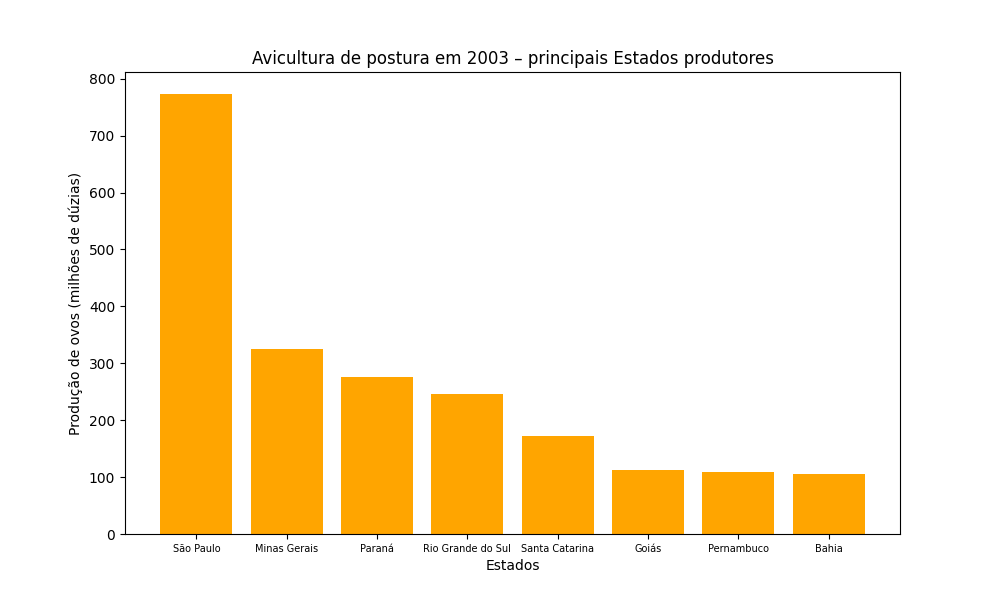 Avicultura de postura em 2003 – principais Estados produtores
Produção de ovos (milhões de dúzias)
800
700
600
500
400
300
200
100
0
São Paulo
Minas Gerais
Paraná
Rio Grande do Sul
Santa Catarina
Goiás
Pernambuco
Bahia
Estados